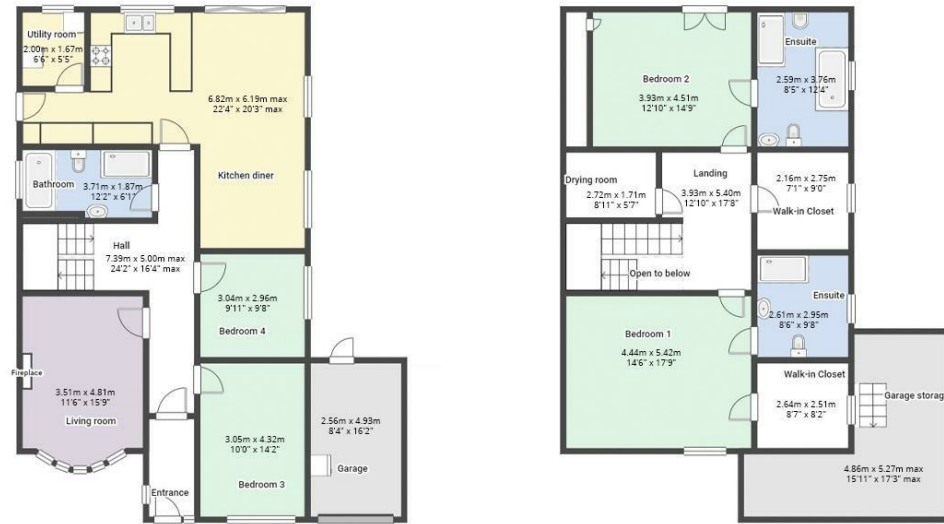 Utility room
2.00m x 1.67m
6'6" x 5'5"
6.82m x 6.19m max
22'4" x 20'3" max
Kitchen diner
Bathroom
3.71m x 1.87m
12'2" x 6'1"
Hall
7.39m x 5.00m max
24'2" x 16'4" max
3.04m x 2.96m
9'11" x 9'8"
Bedroom 4
Fireplace
3.51m x 4.81m
11'6" x 15'9"
Living room
3.05m x 4.32m
10'0" x 14'2"
Bedroom 3
2.56m x 4.93m
8'4" x 16'2"
Garage
Entrance
Bedroom 2
3.93m x 4.51m
12'10" x 14'9"
Ensuite
2.59m x 3.76m
8'5" x 12'4"
Drying room
2.72m x 1.71m
8'11" x 5'7"
Landing
3.93m x 5.40m
12'10" x 17'8"
2.16m x 2.75m
7'1" x 9'0"
Walk-in Closet
Open to below
Ensuite
2.61m x 2.95m
8'6" x 9'8"
Bedroom 1
4.44m x 5.42m
14'6" x 17'9"
Walk-in Closet
2.64m x 2.51m
8'7" x 8'2"
Garage storag
4.86m x 5.27m max
15'11" x 17'3" max